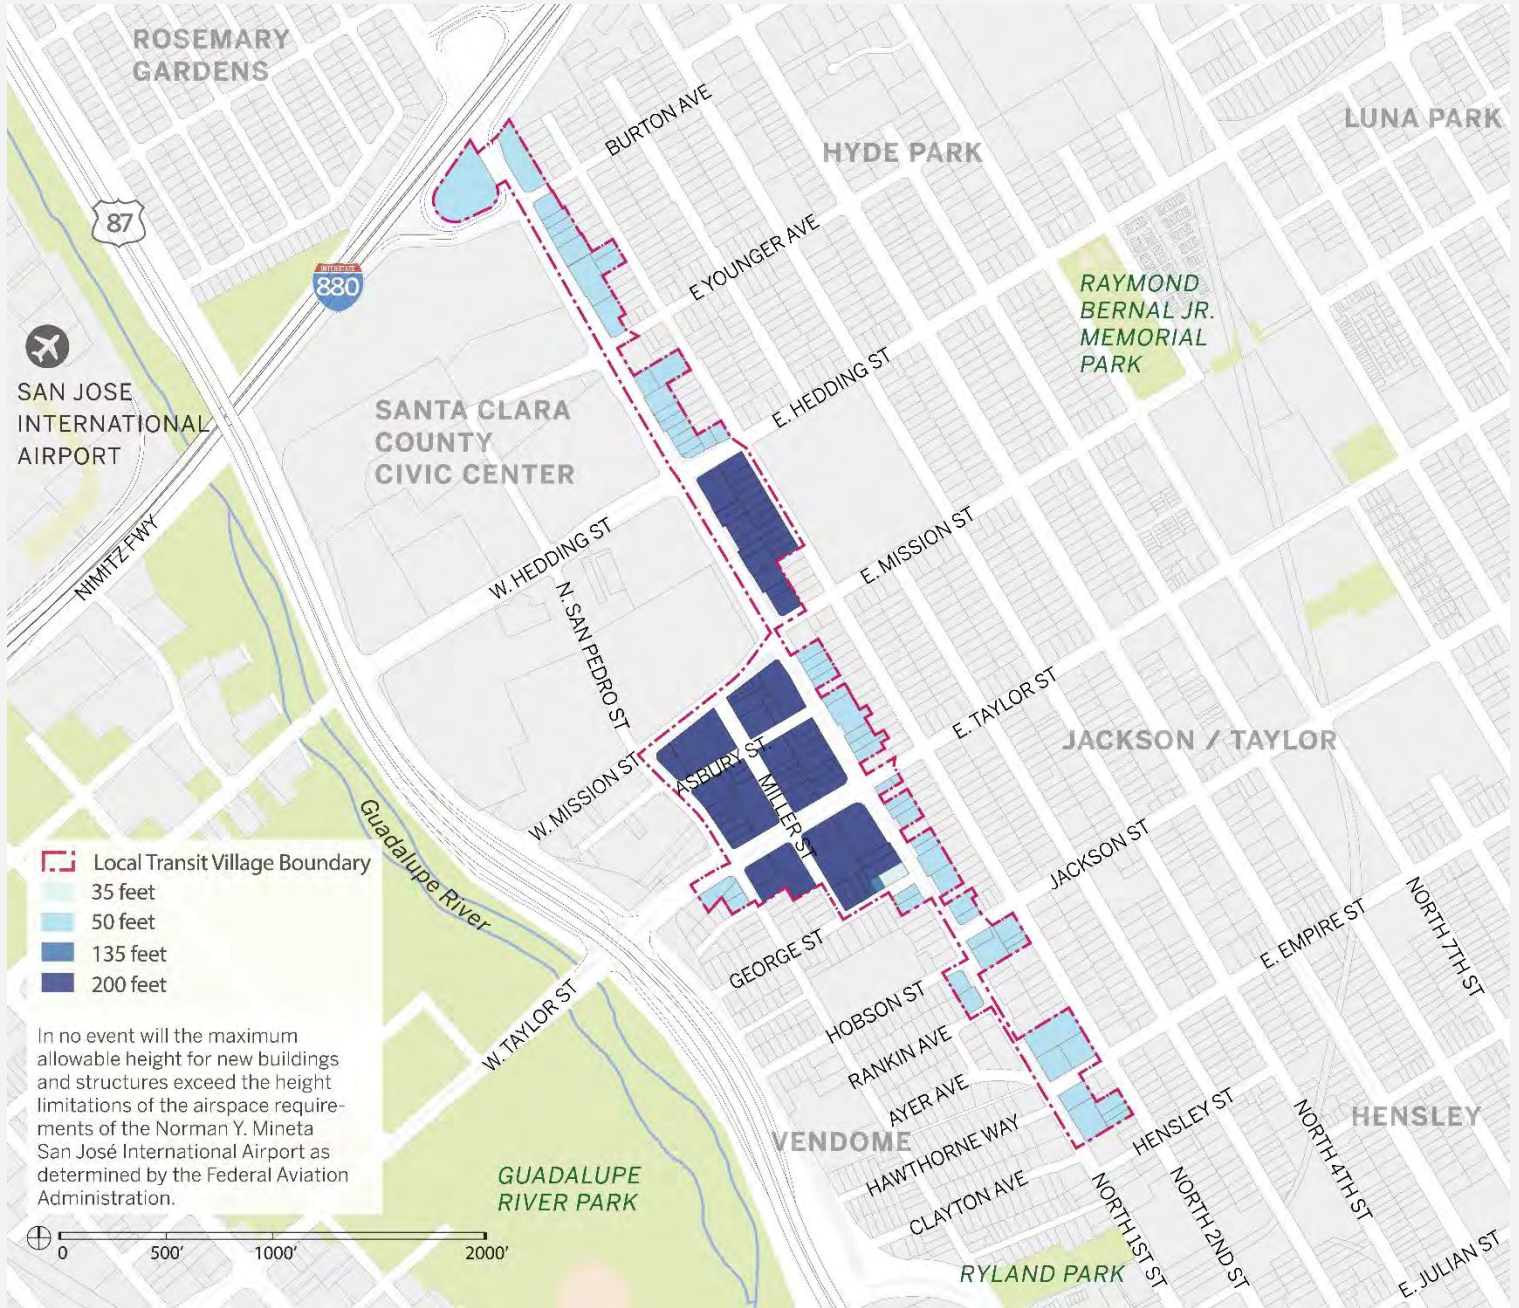 ROSEMARY
GARDENS
BURTON AVE
LUNA PARK
HYDE PARK
87
E YOUNGER AVE
INTERSTATE
880
RAYMOND
BERNAL JR.
MEMORIAL
PARK
SAN JOSE
INTERNATIONAL
AIRPORT
E. HEDDING ST
SANTA CLARA
COUNTY
CIVIC CENTER
NIMITZ FWY
W. HEDDING ST
E. MISSION ST
N. SAN PEDRO ST
E. TAYLOR ST
JACKSON / TAYLOR
ASBURY ST.
W. MISSION ST
MILLER ST
Guadalupe River
JACKSON ST
Local Transit Village Boundary
35 feet
50 feet
135 feet
200 feet
In no event will the maximum
allowable height for new buildings
and structures exceed the height
limitations of the airspace require-
ments of the Norman Y. Mineta
San José International Airport as
determined by the Federal Aviation
Administration.
0
500'
1000'
2000'
GEORGE ST
E. EMPIRE ST
NORTH 7TH ST
W. TAYLOR ST
HOBSON ST
RANKIN AVE
AYER AVE
HENSLEY ST
HENSLEY
VENDOME
HAWTHORNE WAY
NORTH 4TH ST
GUADALUPE
RIVER PARK
CLAYTON AVE
NORTH 1ST ST
NORTH 2ND ST
RYLAND PARK
E. JULIAN ST